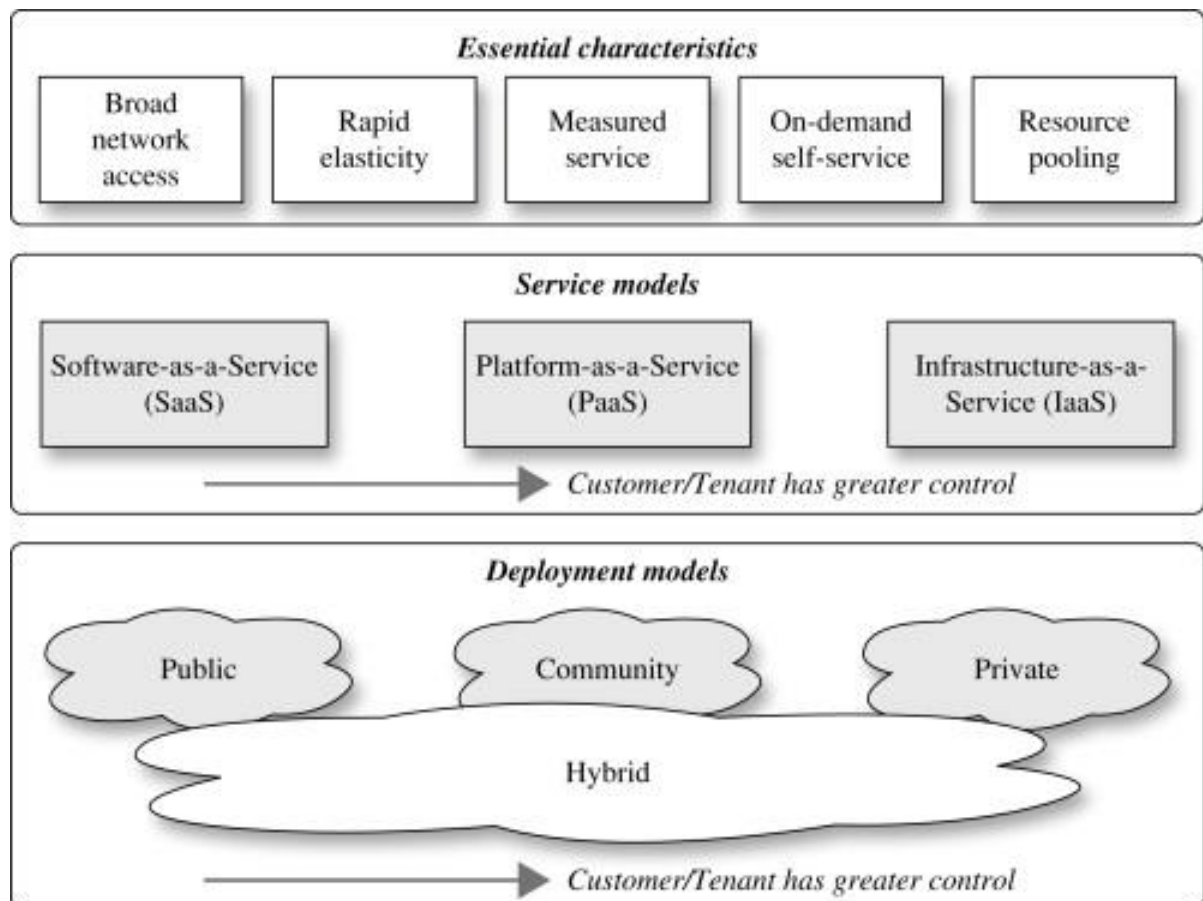 Essential characteristics
Broad
network
access
Rapid
elasticity
Measured
service
On-demand
self-service
Resource
pooling
Service models
Software-as-a-Service
(SaaS)
Platform-as-a-Service
(PaaS)
Infrastructure-as-a-
Service (IaaS)
Customer/Tenant has greater control
Deployment models
Public
Community
Private
Hybrid
Customer/Tenant has greater control